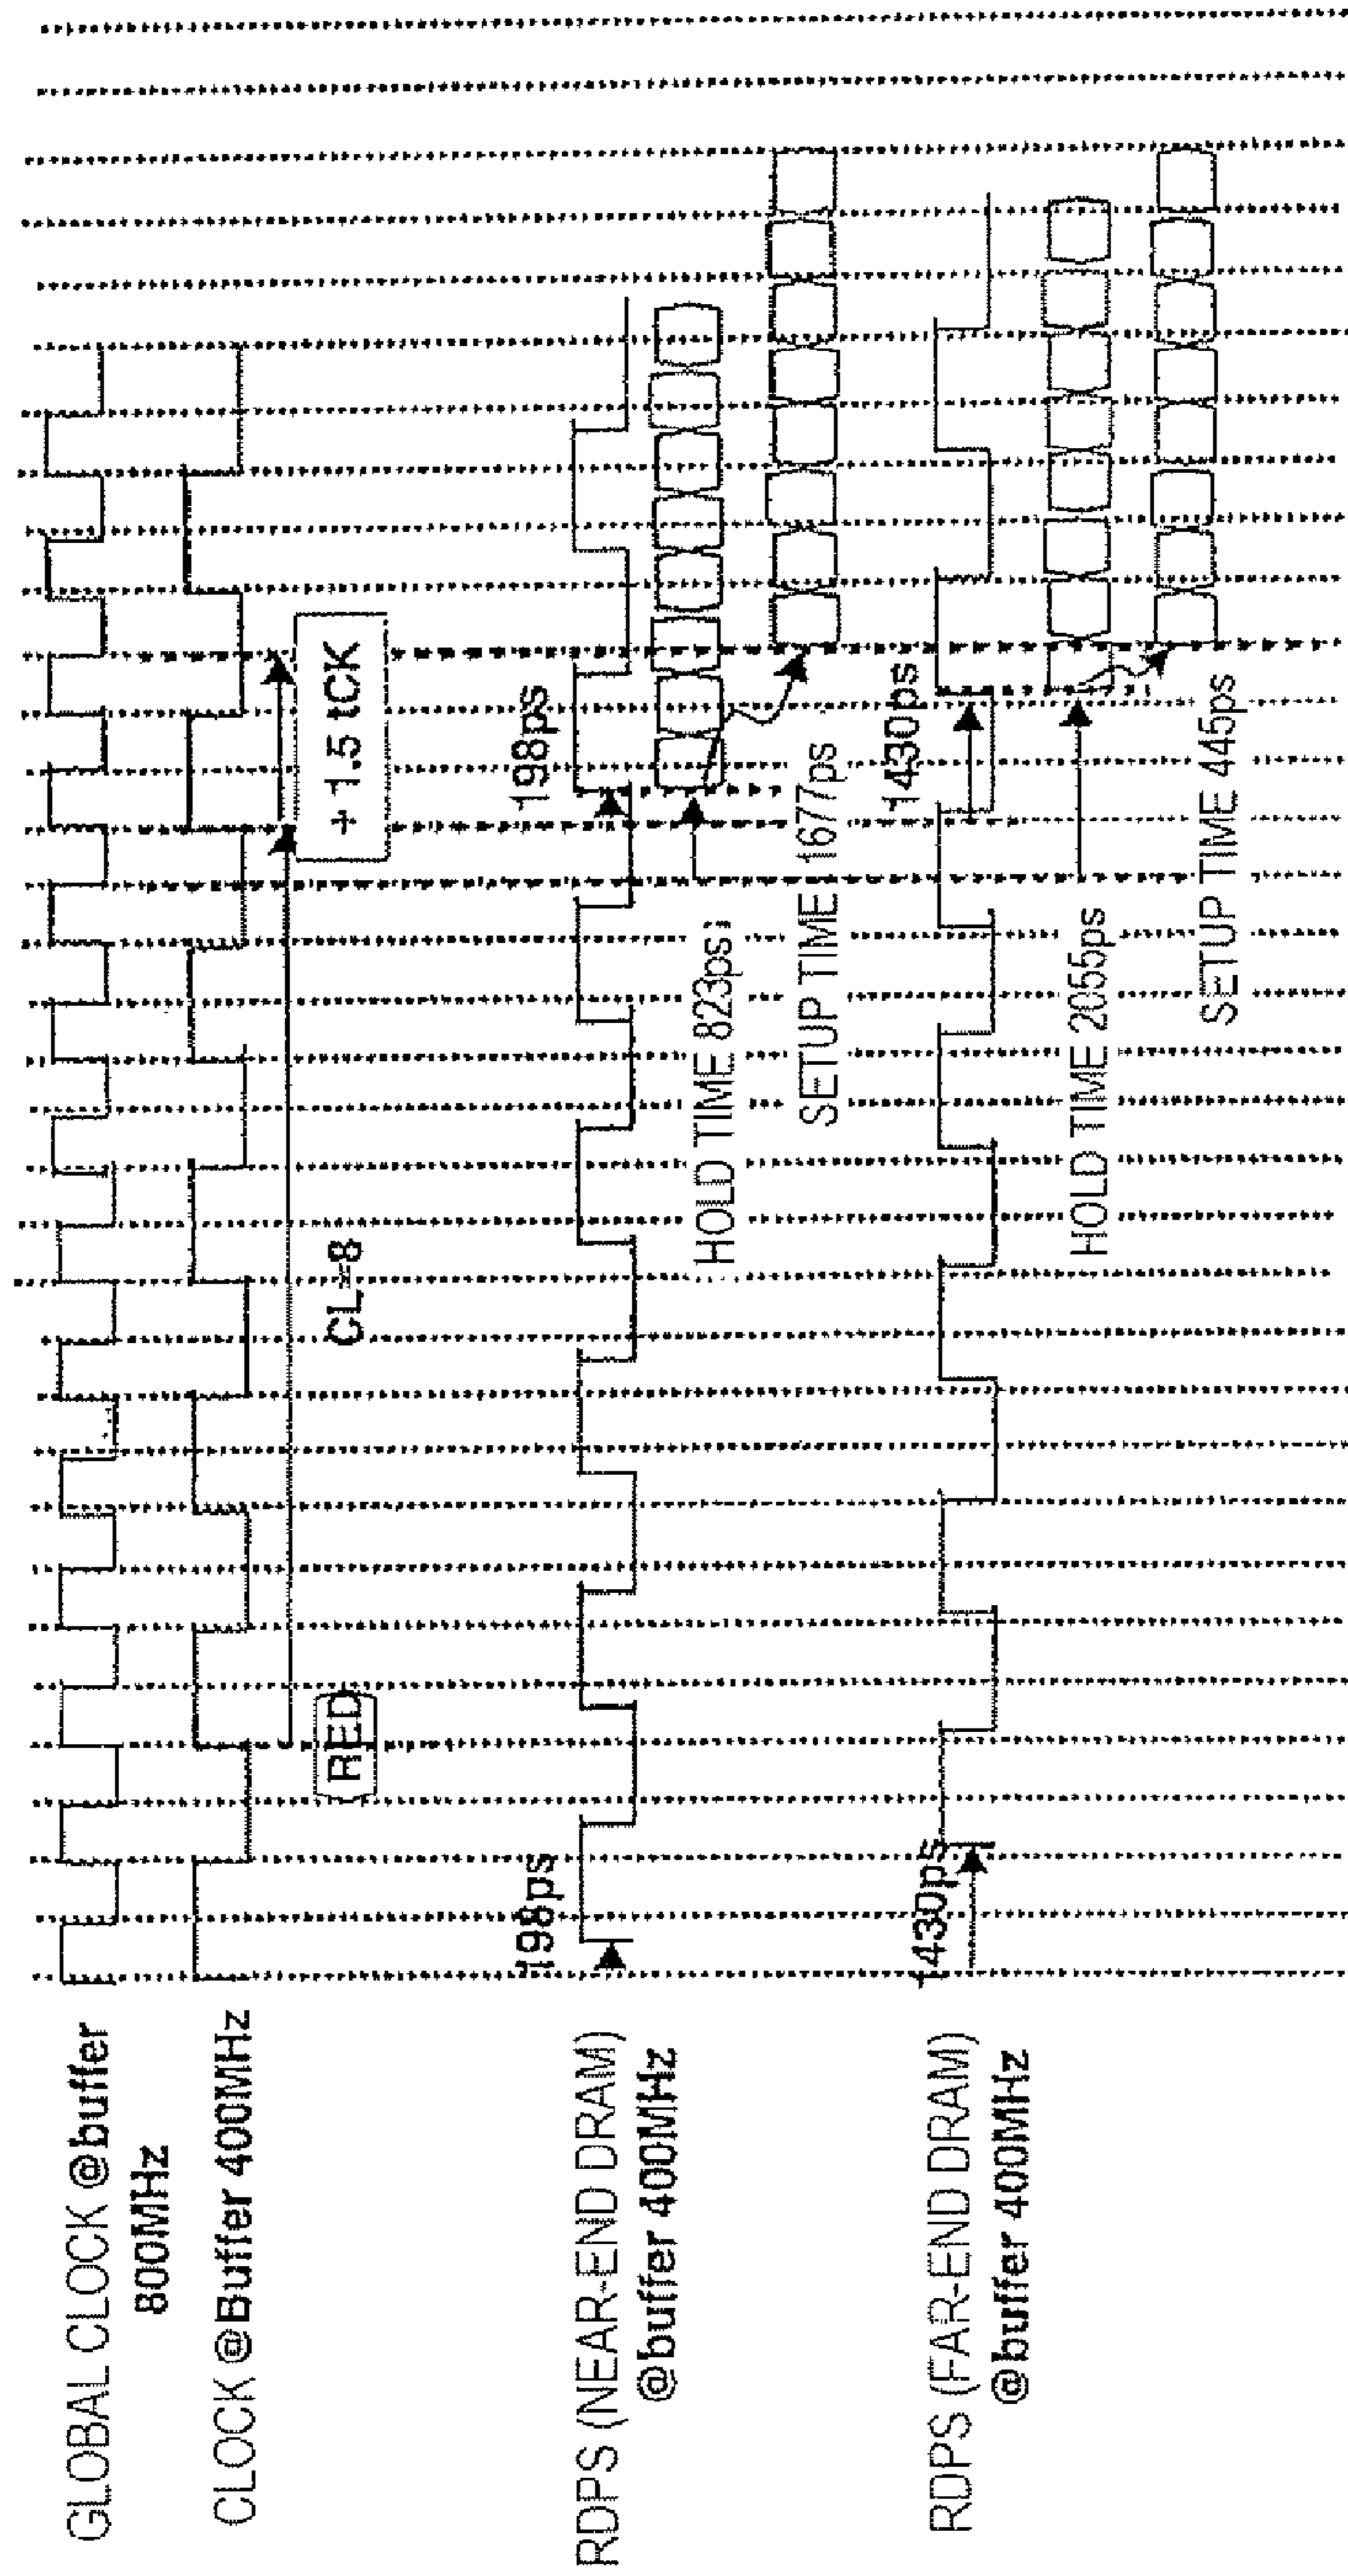 GLOBAL CLOCK @buffer
800MHz
CLOCK @Buffer 400MHz
+ 1.5 tCK
CL=8
RED
198ps
198ps
RDPS (NEAR-END DRAM)
@buffer 400MHz
HOLD TIME 823ps
SETUP TIME 1677ps
1430ps
1430ps
RDPS (FAR-END DRAM)
@buffer 400MHz
HOLD TIME 2055ps
SETUP TIME 445ps